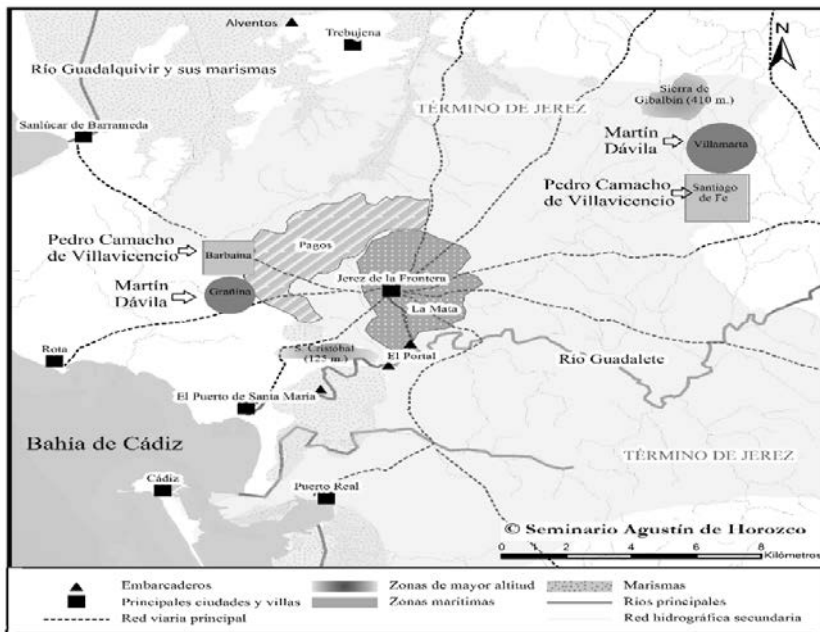 Alventos
Trebujena
N
Río Guadalquivir y sus marismas
Sierra de
Gibalbín (410 m.)
TÉRMINO DE JEREZ
Sanlúcar de Barrameda
Martín
Dávila
Villamarta
Pedro Camacho
de Villavicencio
Santiago
de Fe
Pedro Camacho
de Villavicencio
Barbaina
Pagos
Martín
Dávila
Grañina
Jerez de la Frontera
La Mata
Rota
S. Cristóbal
(125 m.)
El Portal
Río Guadalete
El Puerto de Santa María
Bahía de Cádiz
TÉRMINO DE JEREZ
Cádiz
Puerto Real
© Seminario Agustín de Horozco
0 2 4 6 8
Kilómetros
Embarcaderos
Zonas de mayor altitud
Marismas
Principales ciudades y villas
Zonas marítimas
Ríos principales
Red viaria principal
Red hidrográfica secundaria